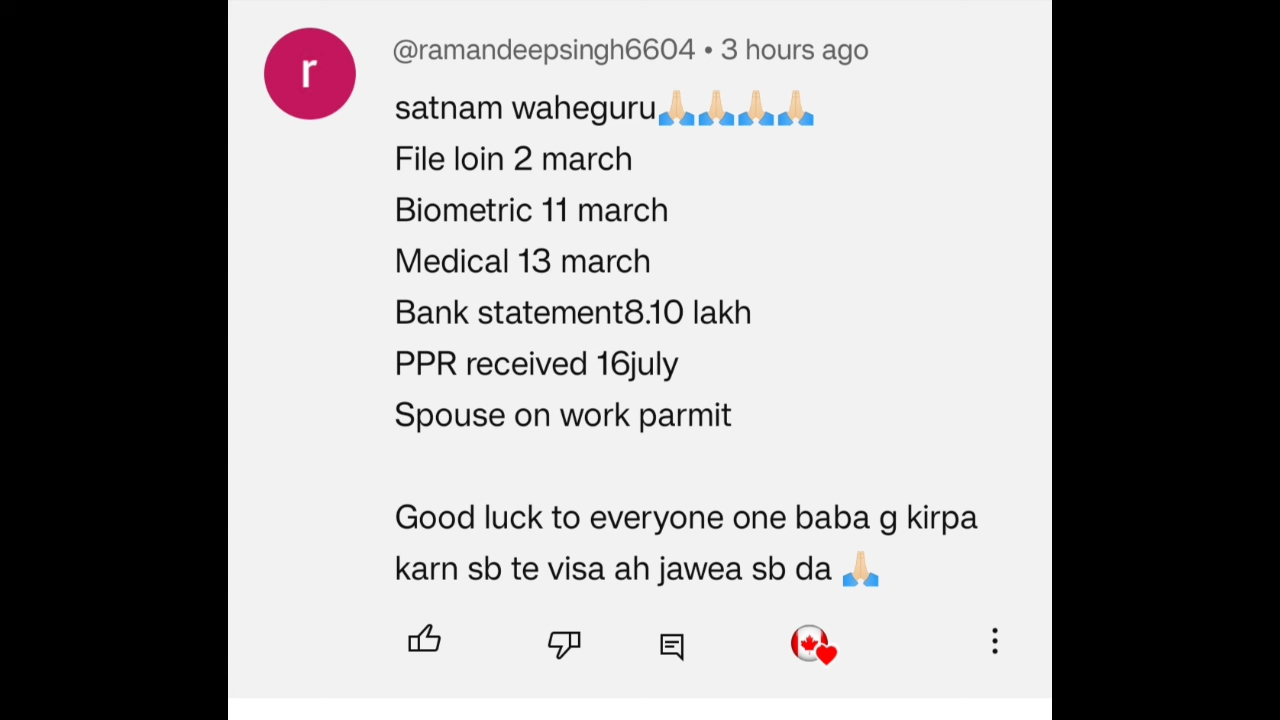 r
@ramandeepsingh6604 • 3 hours ago
satnam waheguru🙏🏻🙏🏻🙏🏻🙏🏻
File loin 2 march
Biometric 11 march
Medical 13 march
Bank statement8.10 lakh
PPR received 16july
Spouse on work parmit
Good luck to everyone one baba g kirpa
karn sb te visa ah jawea sb da 🙏🏻